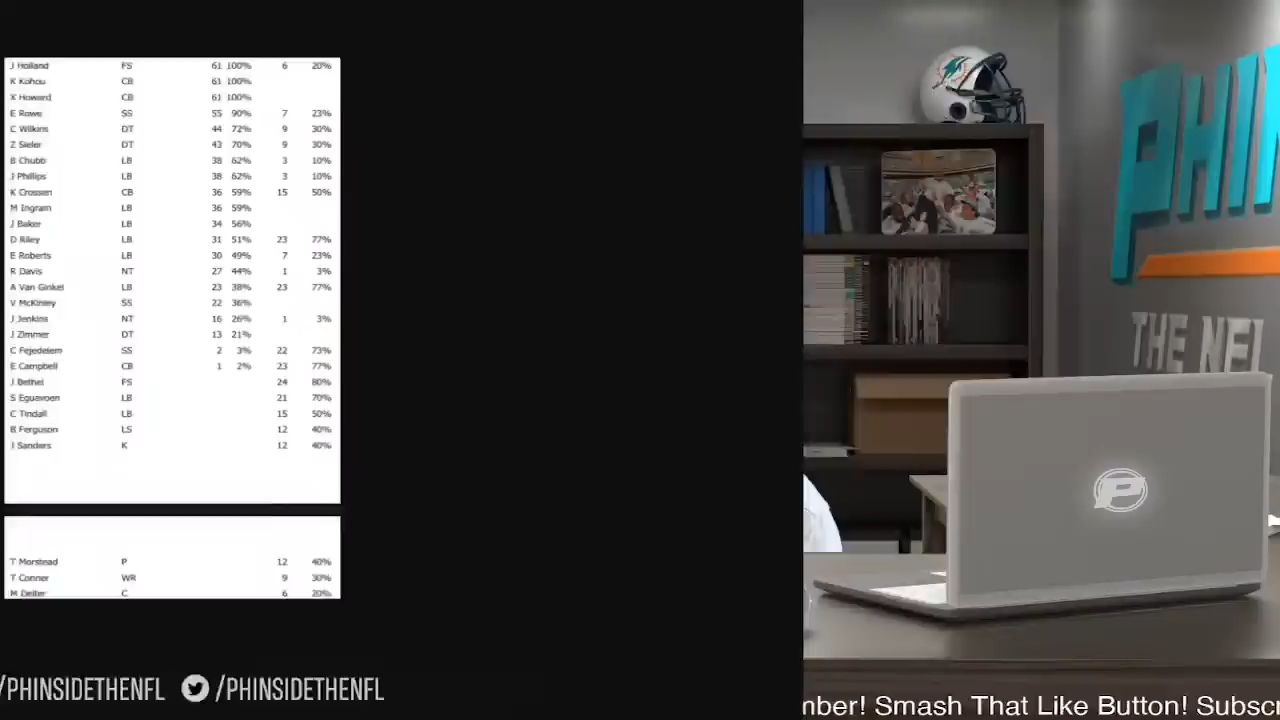 J Holland FS 61 100% 6 20%
K Kohou CB 61 100%
X Howard CB 61 100%
E Rowe SS 55 90% 7 23%
C Wilkins DT 44 72% 9 30%
Z Sieler DT 43 70% 9 30%
B Chubb LB 38 62% 3 10%
J Phillips LB 38 62% 3 10%
K Crossen CB 36 59% 15 50%
M Ingram LB 36 59%
J Baker LB 34 56%
D Riley LB 31 51% 23 77%
E Roberts LB 30 49% 7 23%
R Davis NT 27 44% 1 3%
A Van Ginkel LB 23 38% 23 77%
V McKinley SS 22 36%
J Jenkins NT 16 26% 1 3%
J Zimmer DT 13 21%
C Fejedelem SS 2 3% 22 73%
E Campbell CB 1 2% 23 77%
J Bethel FS 24 80%
S Eguavoen LB 21 70%
C Tindall LB 15 50%
B Ferguson LS 12 40%
J Sanders K 12 40%
T Morstead P 12 40%
T Conner WR 9 30%
M Deiter C 6 20%
PHIN
THE NFL
P
/PHINSIDETHENFL /PHINSIDETHENFL
mber! Smash That Like Button! Subsc